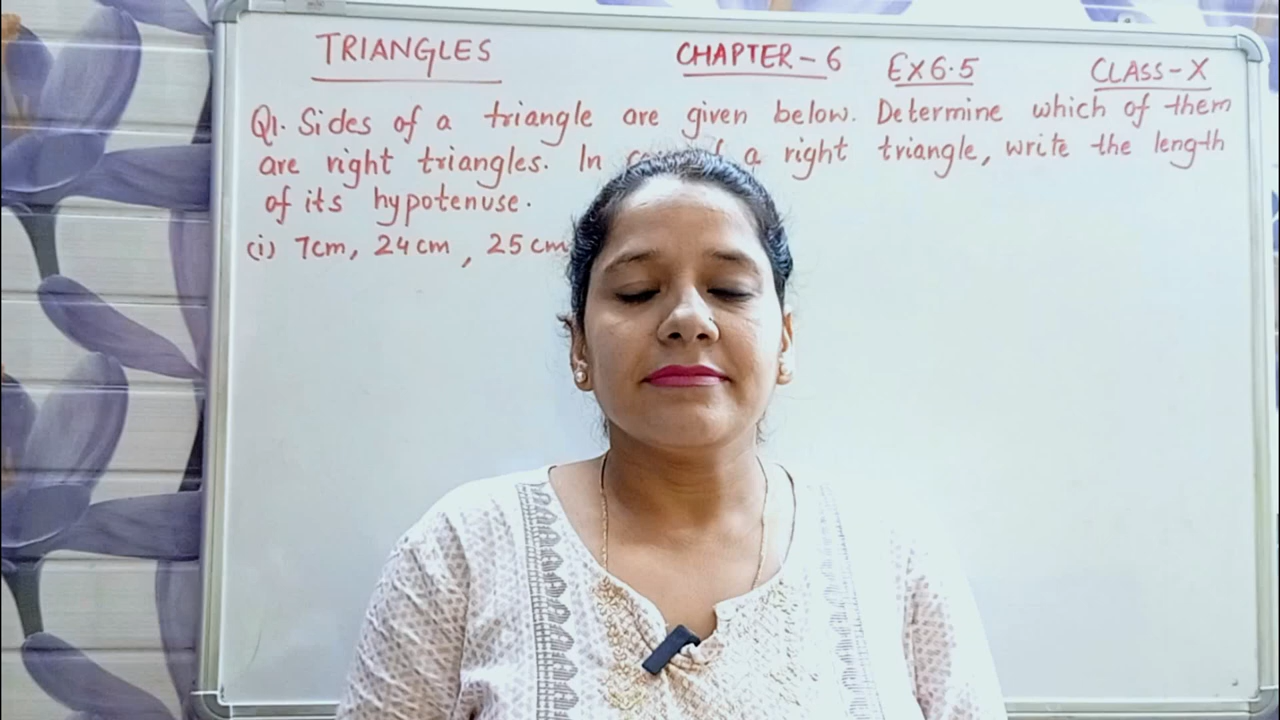 TRIANGLES CHAPTER-6 EX6.5 CLASS-X
Q1. Sides of a triangle are given below. Determine which of them
are right triangles. In a right triangle, write the length
of its hypotenuse.
(i) 7cm, 24cm, 25cm